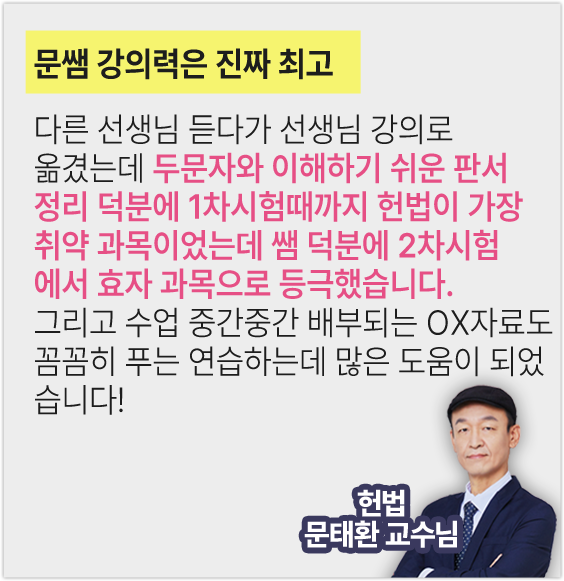 문쌤 강의력은 진짜 최고
다른 선생님 듣다가 선생님 강의로
옮겼는데 두문자와 이해하기 쉬운 판서
정리 덕분에 1차시험때까지 헌법이 가장
취약 과목이었는데 쌤 덕분에 2차시험
에서 효자 과목으로 등극했습니다.
그리고 수업 중간중간 배부되는 OX자료도
꼼꼼히 푸는 연습하는데 많은 도움이 되었
습니다!
헌법
문태환 교수님